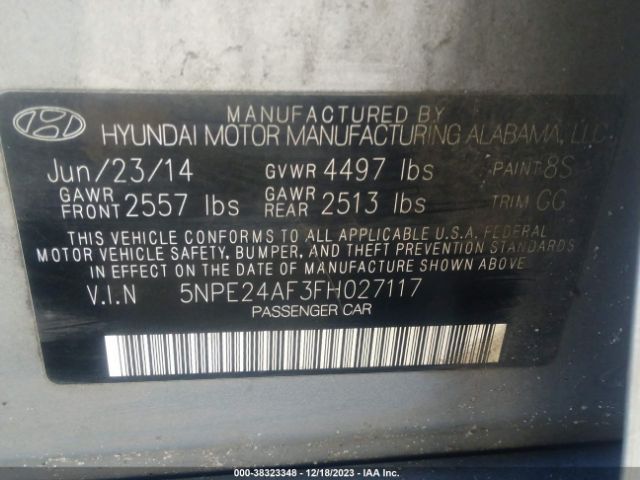 MANUFACTURED BY
HYUNDAI MOTOR MANUFACTURING ALABAMA, LLC
Jun/23/14 GVWR 4497 lbs PAINT 8S
GAWR FRONT 2557 lbs GAWR REAR 2513 lbs TRIM GG
THIS VEHICLE CONFORMS TO ALL APPLICABLE U.S.A. FEDERAL
MOTOR VEHICLE SAFETY, BUMPER, AND THEFT PREVENTION STANDARDS
IN EFFECT ON THE DATE OF MANUFACTURE SHOWN ABOVE
V.I.N 5NPE24AF3FH027117
PASSENGER CAR
000-38323348 - 12/18/2023 - IAA Inc.